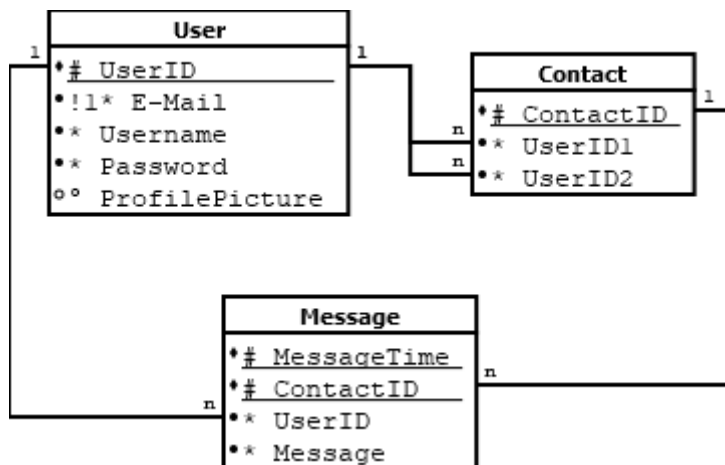 User
1
1
# UserID
!1* E-Mail
* Username
* Password
° ProfilePicture
Contact
1
# ContactID
n
* UserID1
n
* UserID2
Message
# MessageTime
n
# ContactID
n
* UserID
* Message